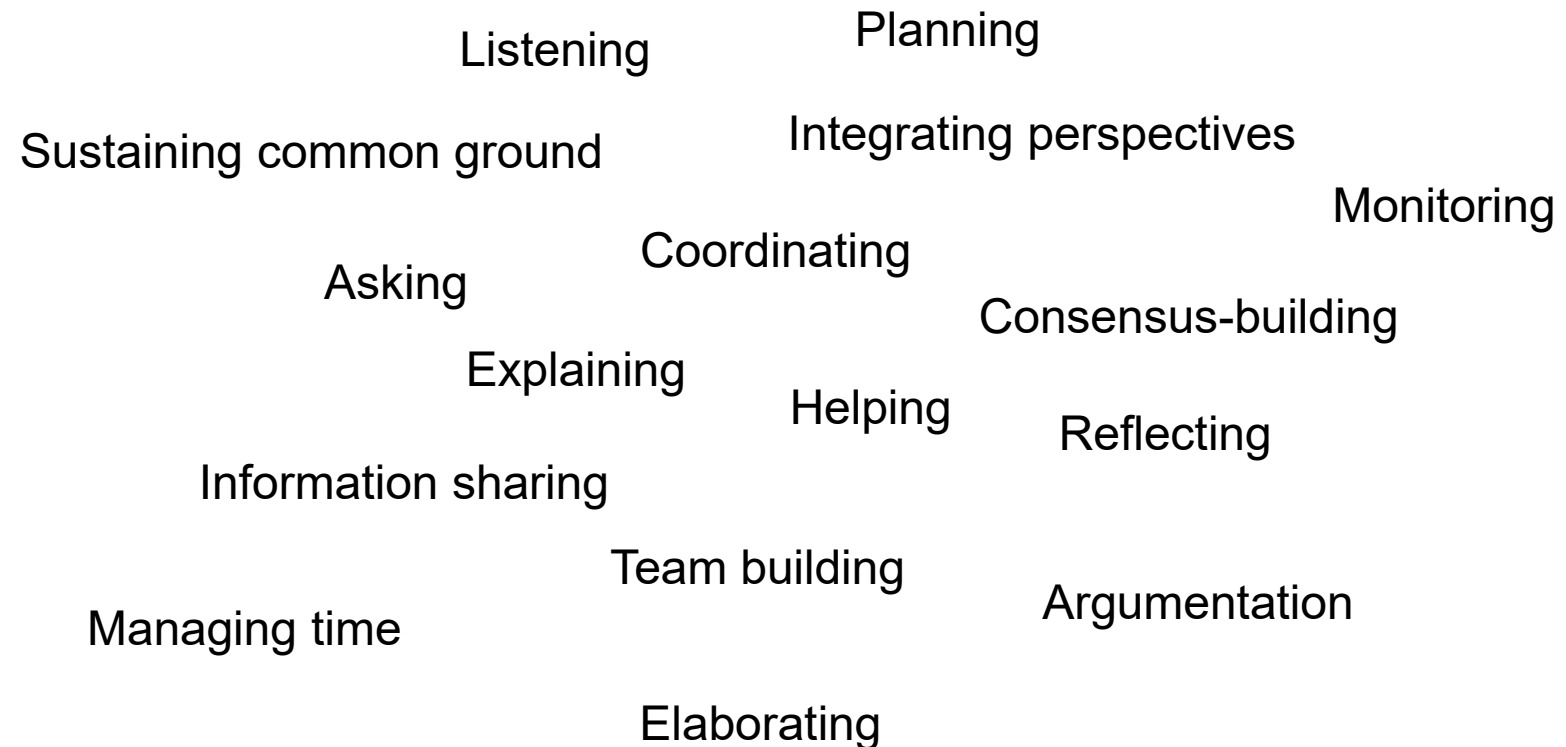 Listening
Planning
Sustaining common ground
Integrating perspectives
Monitoring
Coordinating
Asking
Consensus-building
Explaining
Helping
Reflecting
Information sharing
Team building
Argumentation
Managing time
Elaborating